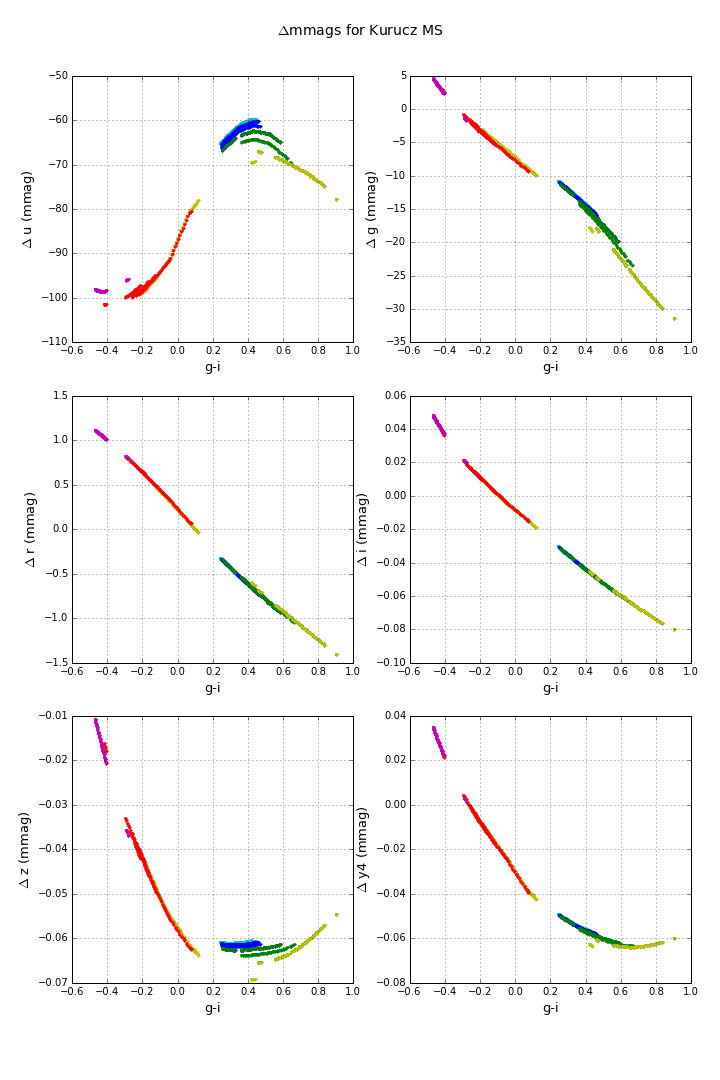 Δmmags for Kurucz MS
Δ u (mmag)
−50
−60
−70
−80
−90
−100
−110
−0.6 −0.4 −0.2 0.0 0.2 0.4 0.6 0.8 1.0
g-i
Δ g (mmag)
5
0
−5
−10
−15
−20
−25
−30
−35
−0.6 −0.4 −0.2 0.0 0.2 0.4 0.6 0.8 1.0
g-i
Δ r (mmag)
1.5
1.0
0.5
0.0
−0.5
−1.0
−1.5
−0.6 −0.4 −0.2 0.0 0.2 0.4 0.6 0.8 1.0
g-i
Δ i (mmag)
0.06
0.04
0.02
0.00
−0.02
−0.04
−0.06
−0.08
−0.10
−0.6 −0.4 −0.2 0.0 0.2 0.4 0.6 0.8 1.0
g-i
Δ z (mmag)
−0.01
−0.02
−0.03
−0.04
−0.05
−0.06
−0.07
−0.6 −0.4 −0.2 0.0 0.2 0.4 0.6 0.8 1.0
g-i
Δ y4 (mmag)
0.04
0.02
0.00
−0.02
−0.04
−0.06
−0.08
−0.6 −0.4 −0.2 0.0 0.2 0.4 0.6 0.8 1.0
g-i